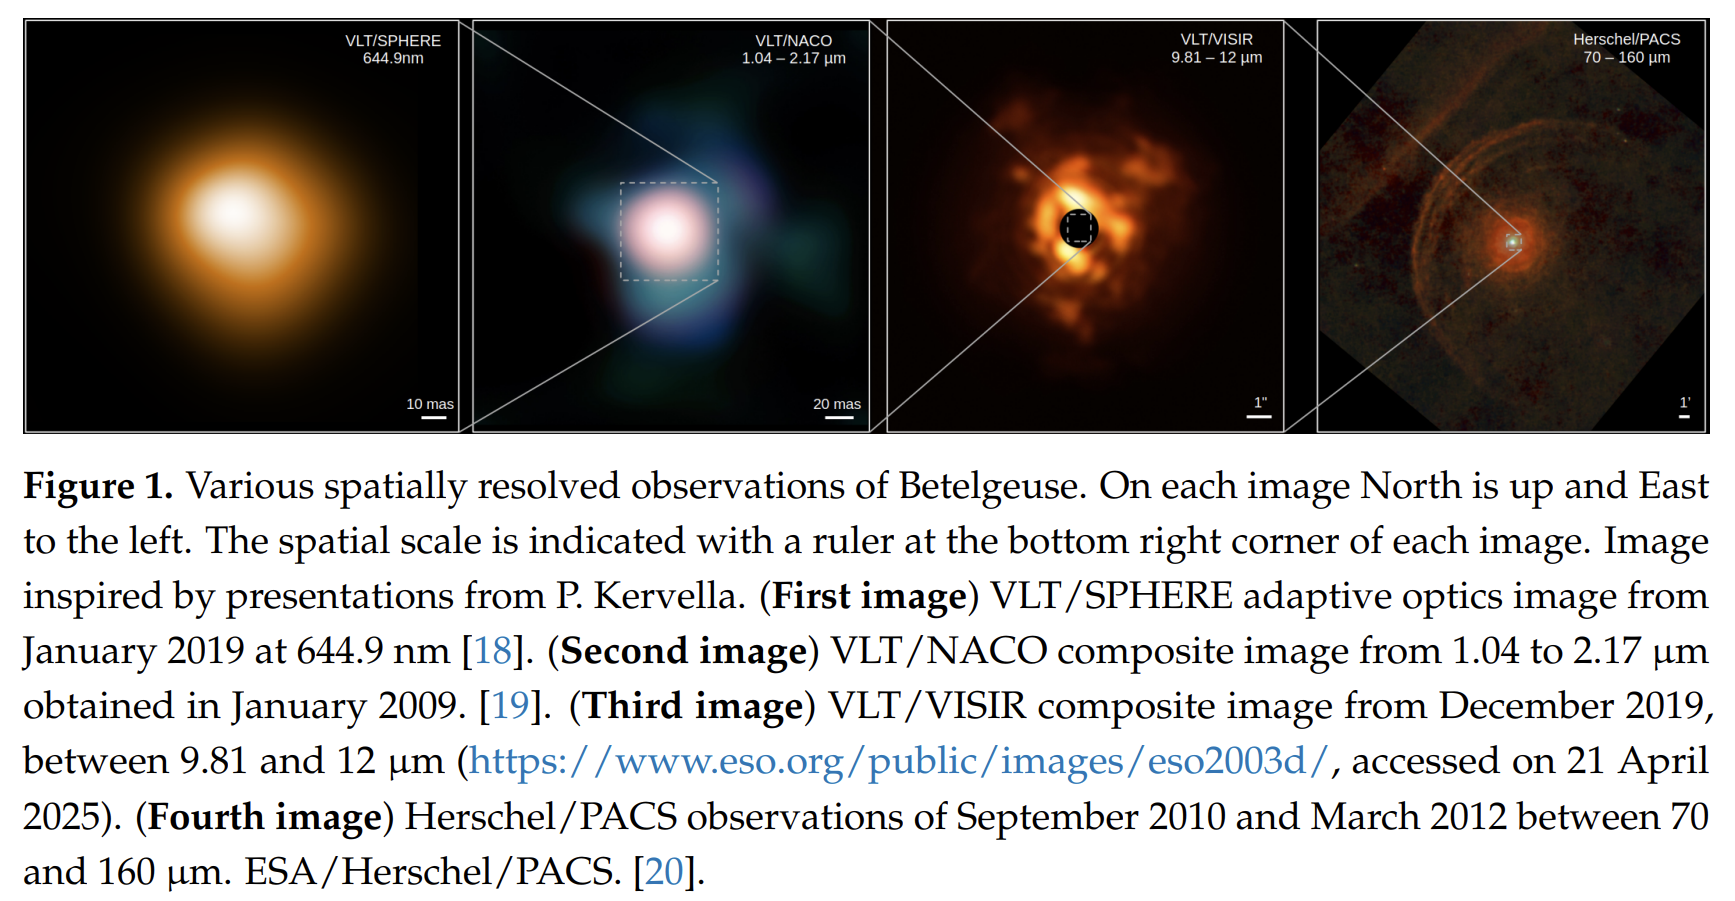 VLT/SPHERE
644.9nm
10 mas
VLT/NACO
1.04 – 2.17 µm
20 mas
VLT/VISIR
9.81 – 12 µm
1"
Herschel/PACS
70 – 160 µm
1'
Figure 1. Various spatially resolved observations of Betelgeuse. On each image North is up and East
to the left. The spatial scale is indicated with a ruler at the bottom right corner of each image. Image
inspired by presentations from P. Kervella. (First image) VLT/SPHERE adaptive optics image from
January 2019 at 644.9 nm [18]. (Second image) VLT/NACO composite image from 1.04 to 2.17 µm
obtained in January 2009. [19]. (Third image) VLT/VISIR composite image from December 2019,
between 9.81 and 12 µm (https://www.eso.org/public/images/eso2003d/, accessed on 21 April
2025). (Fourth image) Herschel/PACS observations of September 2010 and March 2012 between 70
and 160 µm. ESA/Herschel/PACS. [20].